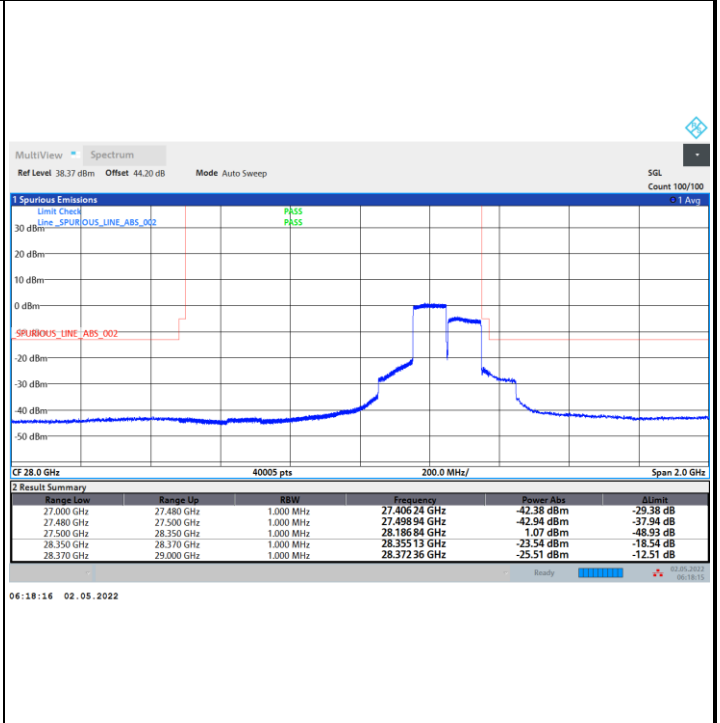 MultiView Spectrum
Ref Level 38.37 dBm Offset 44.20 dB Mode Auto Sweep SGL
Count 100/100
1 Spurious Emissions 1 Avg
Limit Check PASS
Line _SPURIOUS_LINE_ABS_002 PASS
30 dBm
20 dBm
10 dBm
0 dBm
_SPURIOUS_LINE_ABS_002
-20 dBm
-30 dBm
-40 dBm
-50 dBm
CF 28.0 GHz 40005 pts 200.0 MHz/ Span 2.0 GHz
2 Result Summary
Range Low Range Up RBW Frequency Power Abs ΔLimit
27.000 GHz 27.480 GHz 1.000 MHz 27.406 24 GHz -42.38 dBm -29.38 dB
27.480 GHz 27.500 GHz 1.000 MHz 27.498 94 GHz -42.94 dBm -37.94 dB
27.500 GHz 28.350 GHz 1.000 MHz 28.186 84 GHz 1.07 dBm -48.93 dB
28.350 GHz 28.370 GHz 1.000 MHz 28.355 13 GHz -23.54 dBm -18.54 dB
28.370 GHz 29.000 GHz 1.000 MHz 28.372 36 GHz -25.51 dBm -12.51 dB
Ready 02.05.2022
06:18:15
06:18:16 02.05.2022